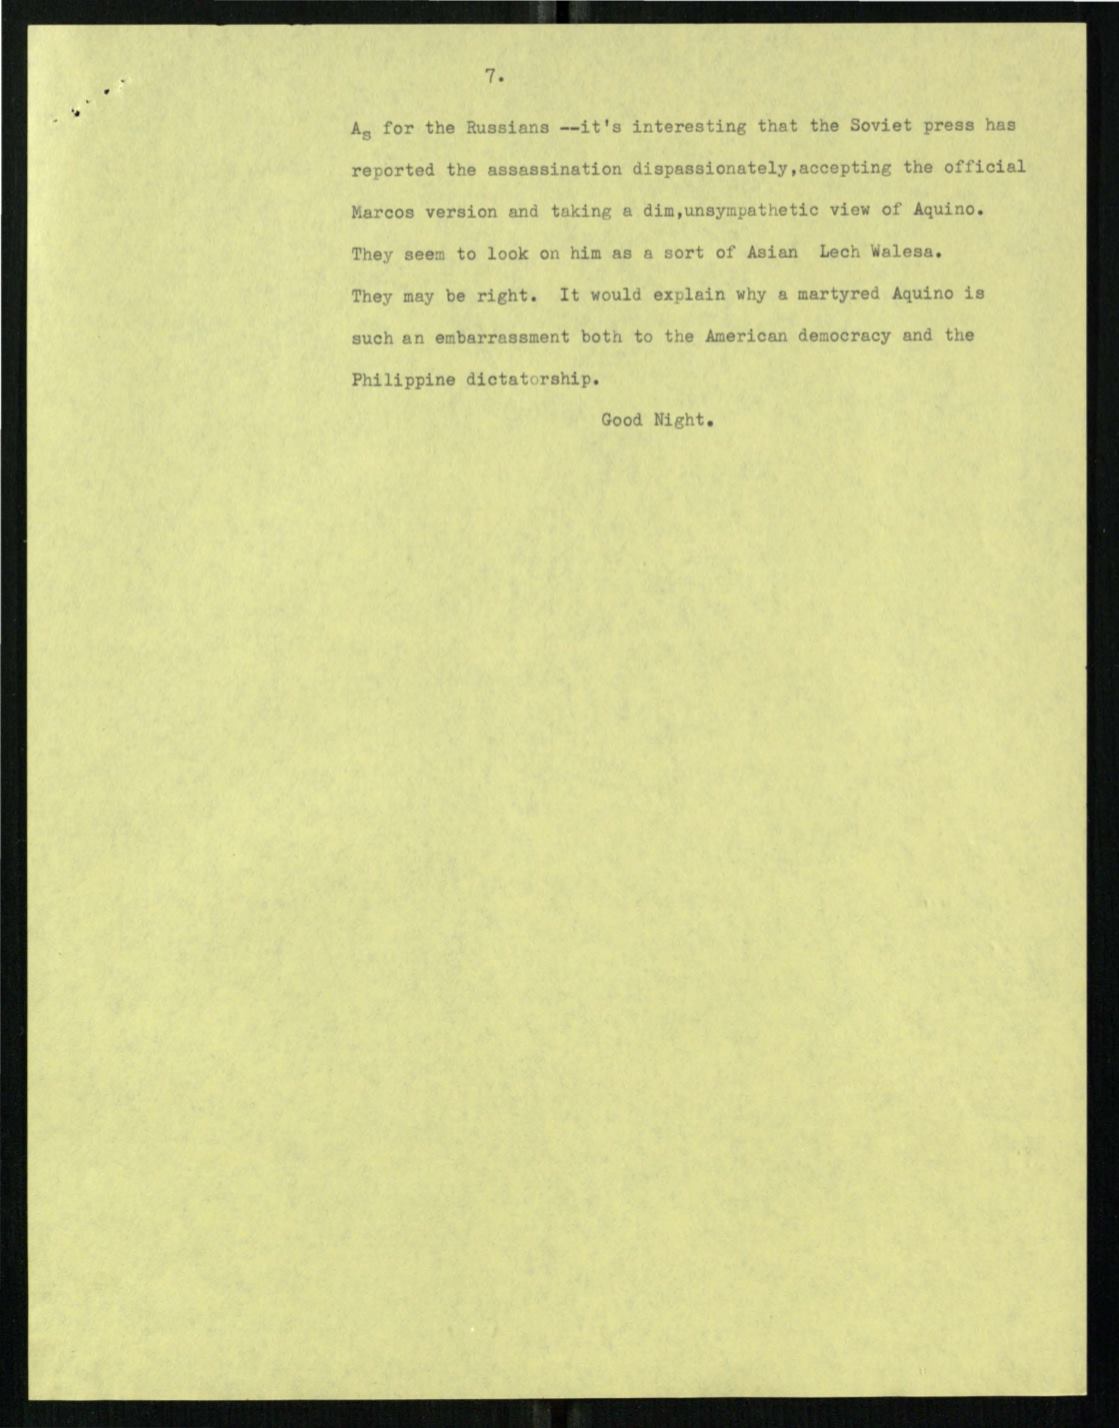 7.
As for the Russians --it's interesting that the Soviet press has
reported the assassination dispassionately,accepting the official
Marcos version and taking a dim,unsympathetic view of Aquino.
They seem to look on him as a sort of Asian  Lech Walesa.
They may be right.  It would explain why a martyred Aquino is
such an embarrassment both to the American democracy and the
Philippine dictatorship.
Good Night.